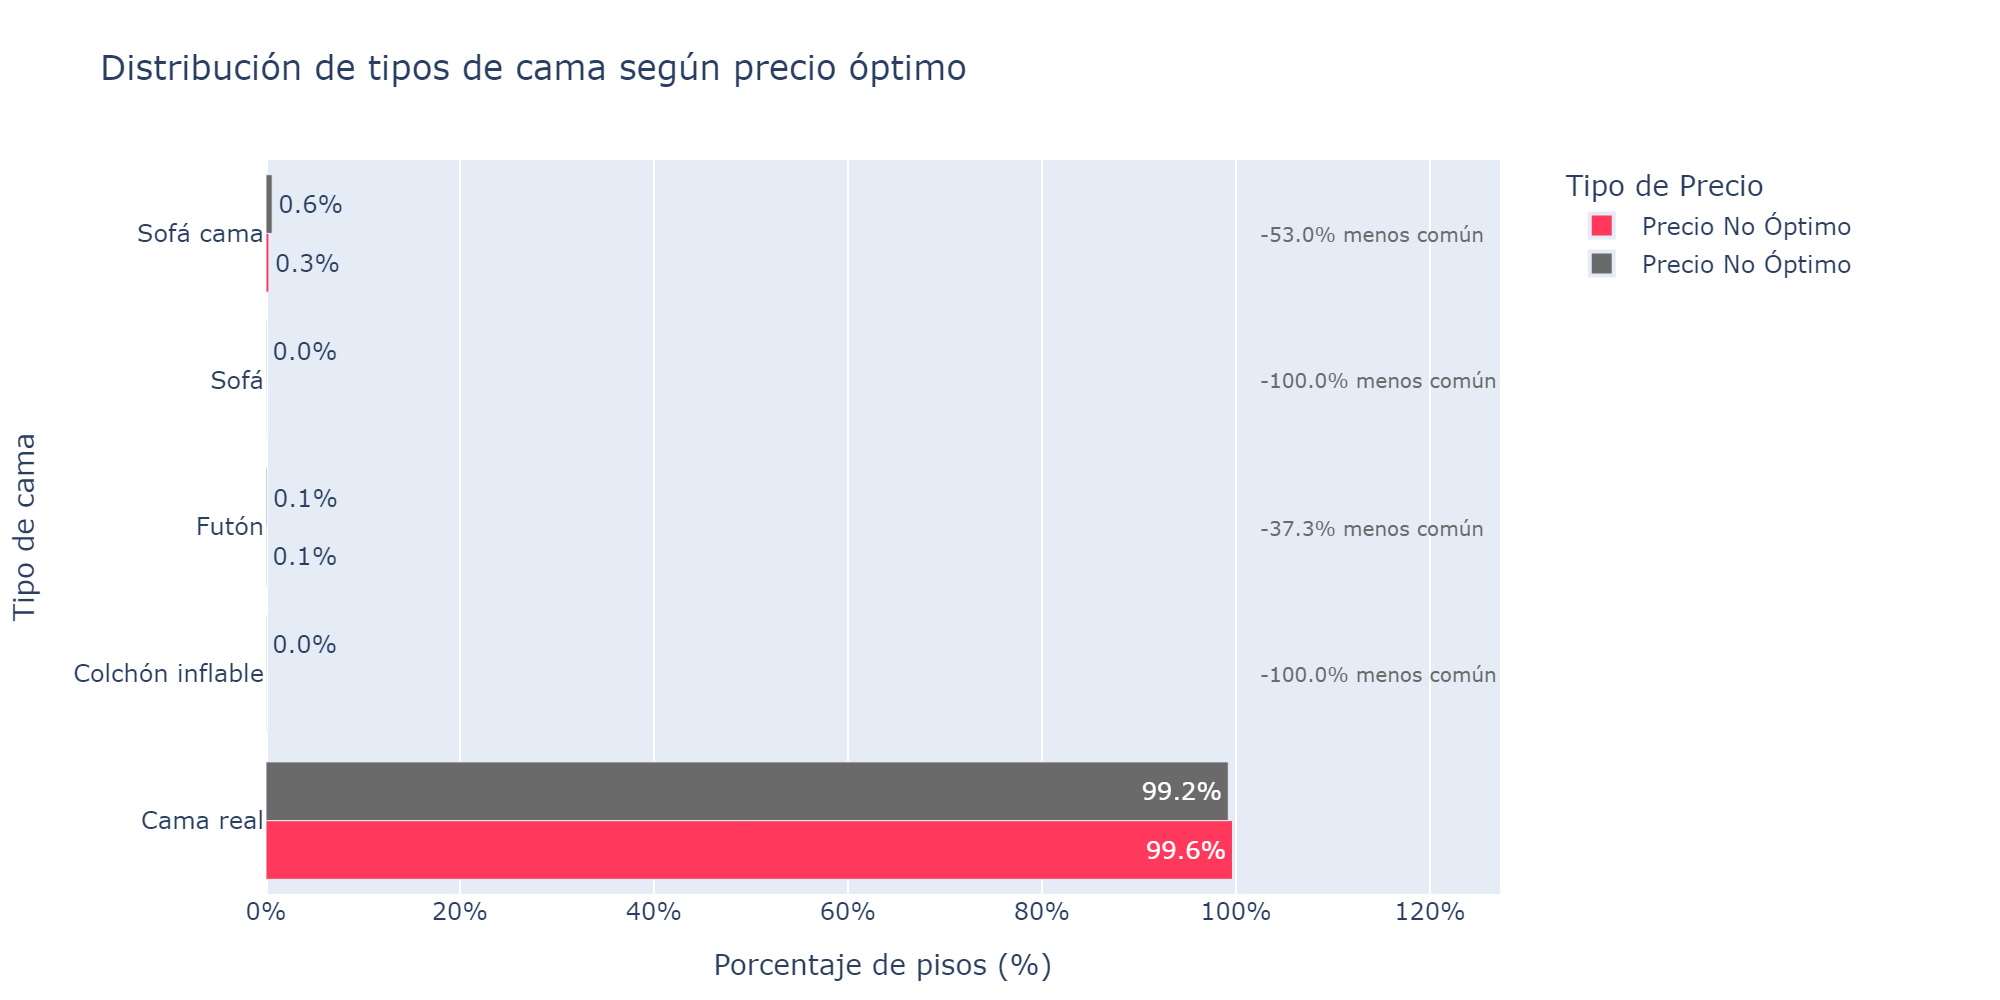 Distribución de tipos de cama según precio óptimo
Tipo de Precio
Precio No Óptimo
Precio No Óptimo
Tipo de cama
Sofá cama
0.6%
0.3%
-53.0% menos común
Sofá
0.0%
-100.0% menos común
Futón
0.1%
0.1%
-37.3% menos común
Colchón inflable
0.0%
-100.0% menos común
Cama real
99.2%
99.6%
0% 20% 40% 60% 80% 100% 120%
Porcentaje de pisos (%)